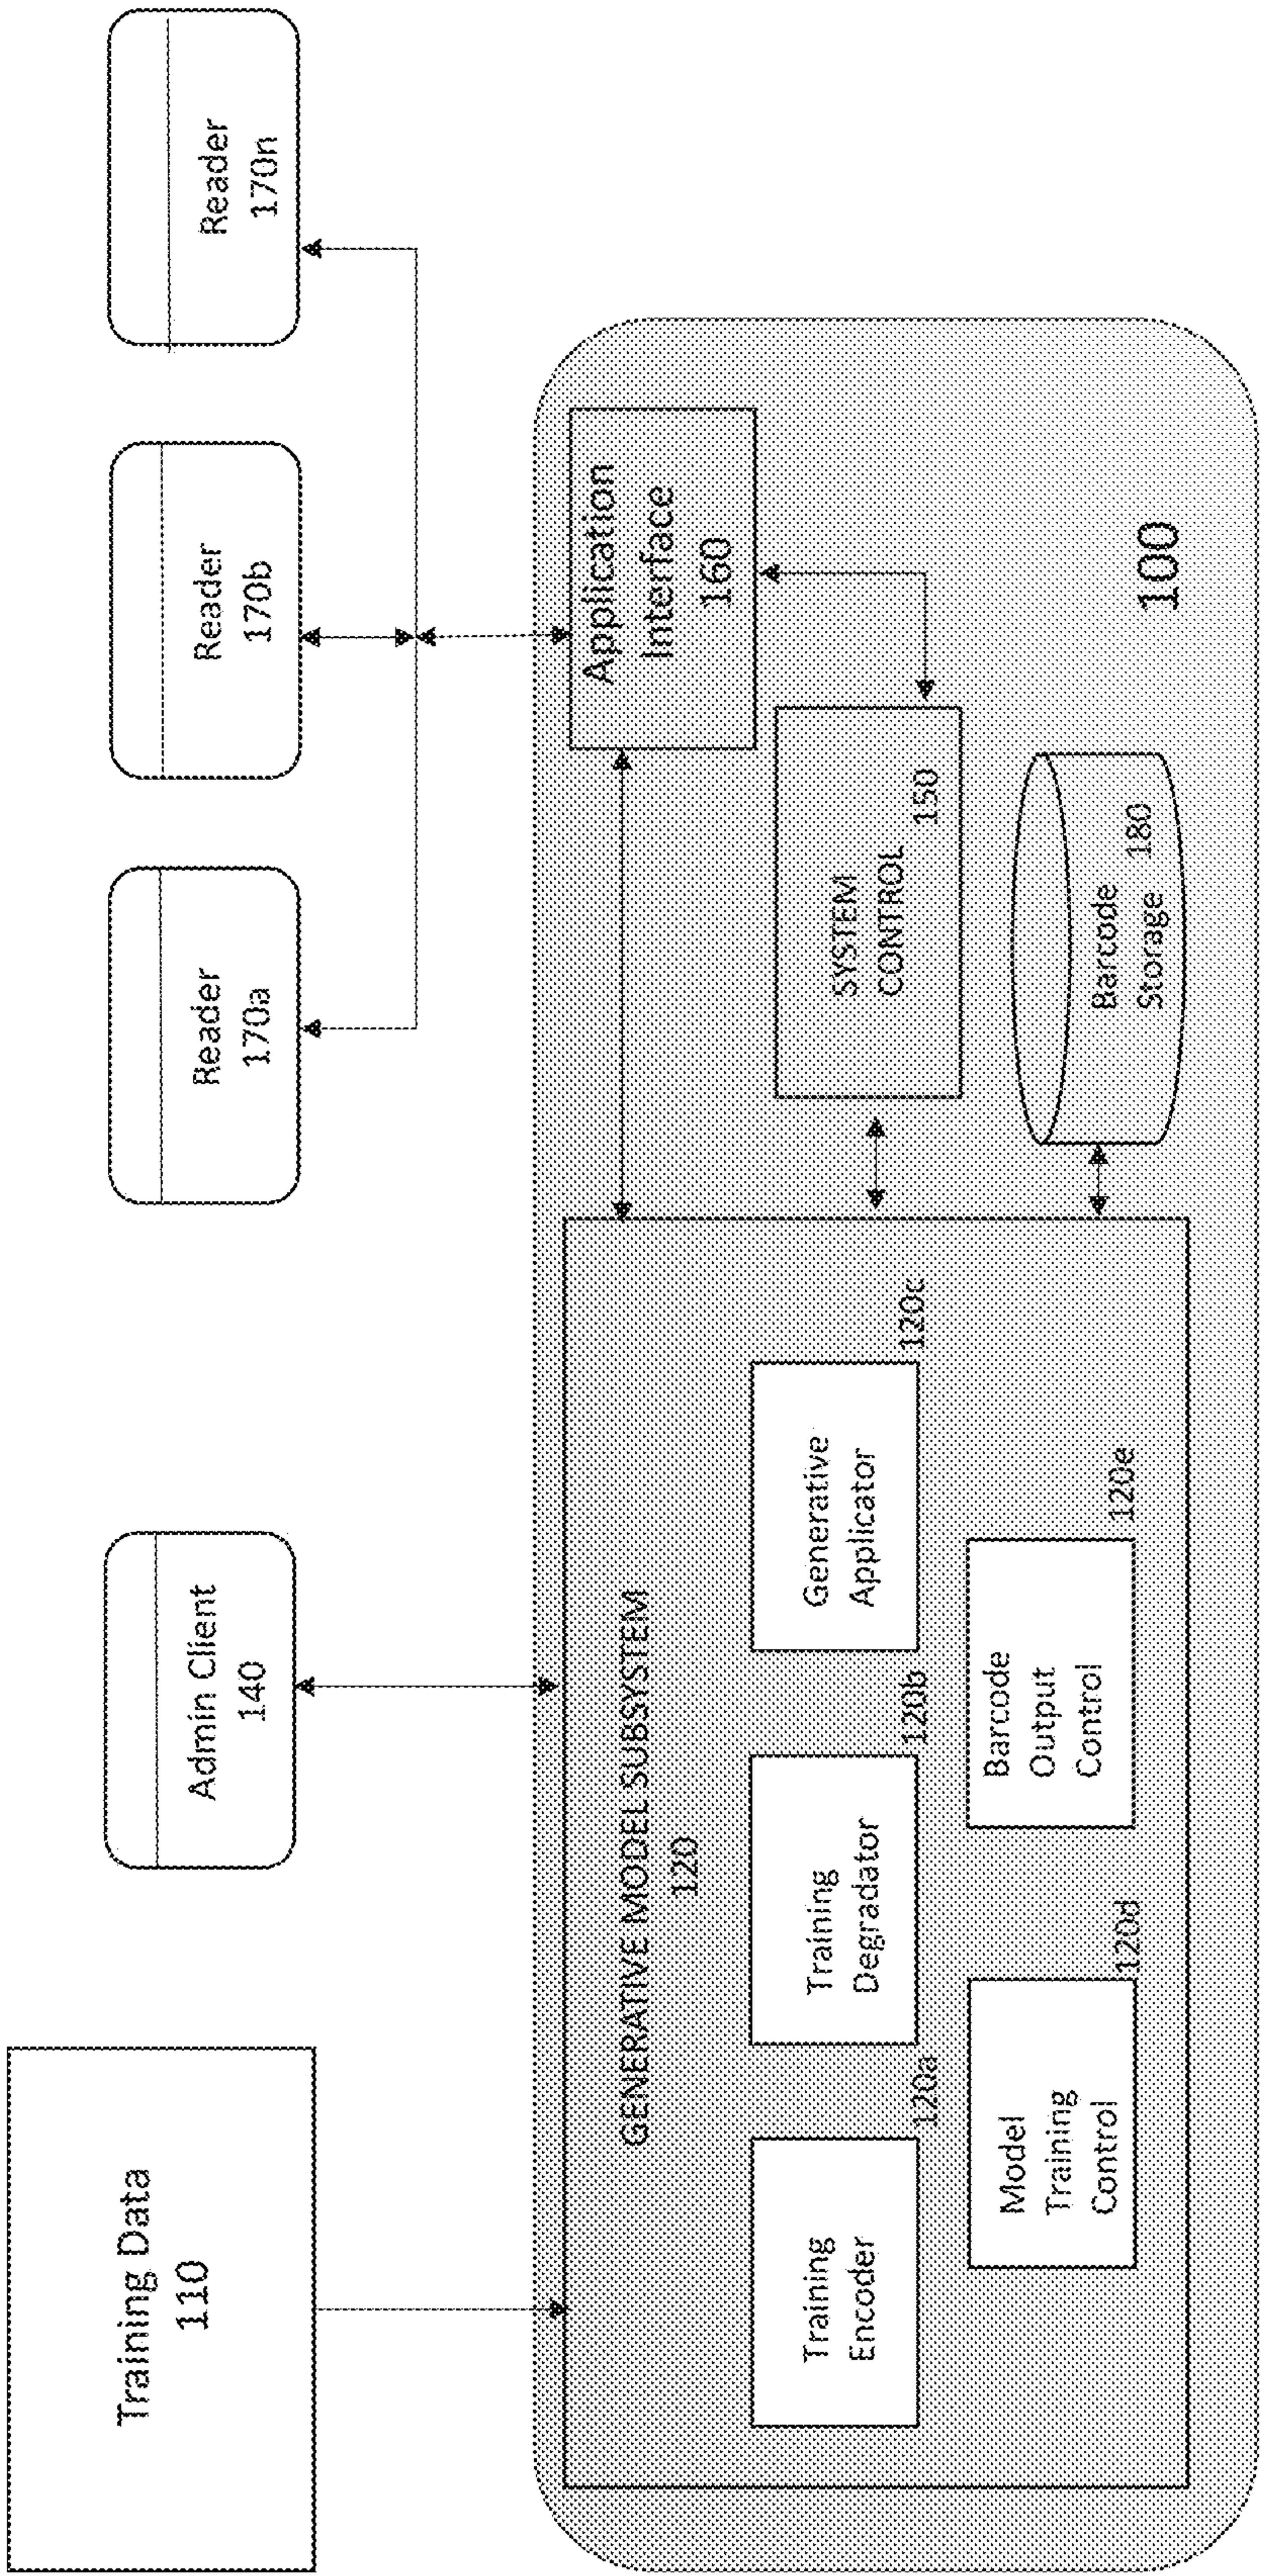 Training Data
110
Admin Client
140
Reader
170a
Reader
170b
Reader
170n
GENERATIVE MODEL SUBSYSTEM
120
Training
Encoder
120a
Training
Degradator
120b
Generative
Applicator
120c
Model
Training
Control
120d
Barcode
Output
Control
120e
Application
Interface
160
SYSTEM
CONTROL
150
Barcode
Storage
180
100